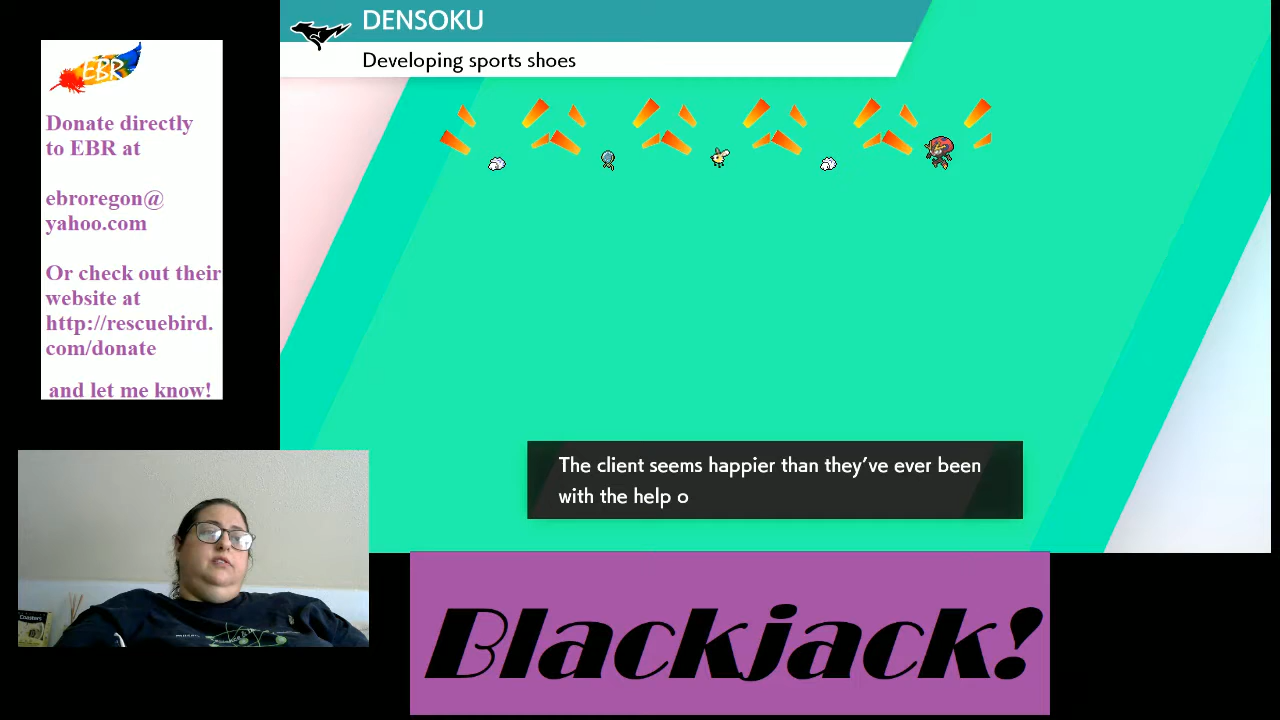 EBR
Donate directly
to EBR at
ebroregon@
yahoo.com
Or check out their
website at
http://rescuebird.
com/donate
and let me know!
DENSOKU
Developing sports shoes
The client seems happier than they've ever been
with the help o
Coasters
Blackjack!